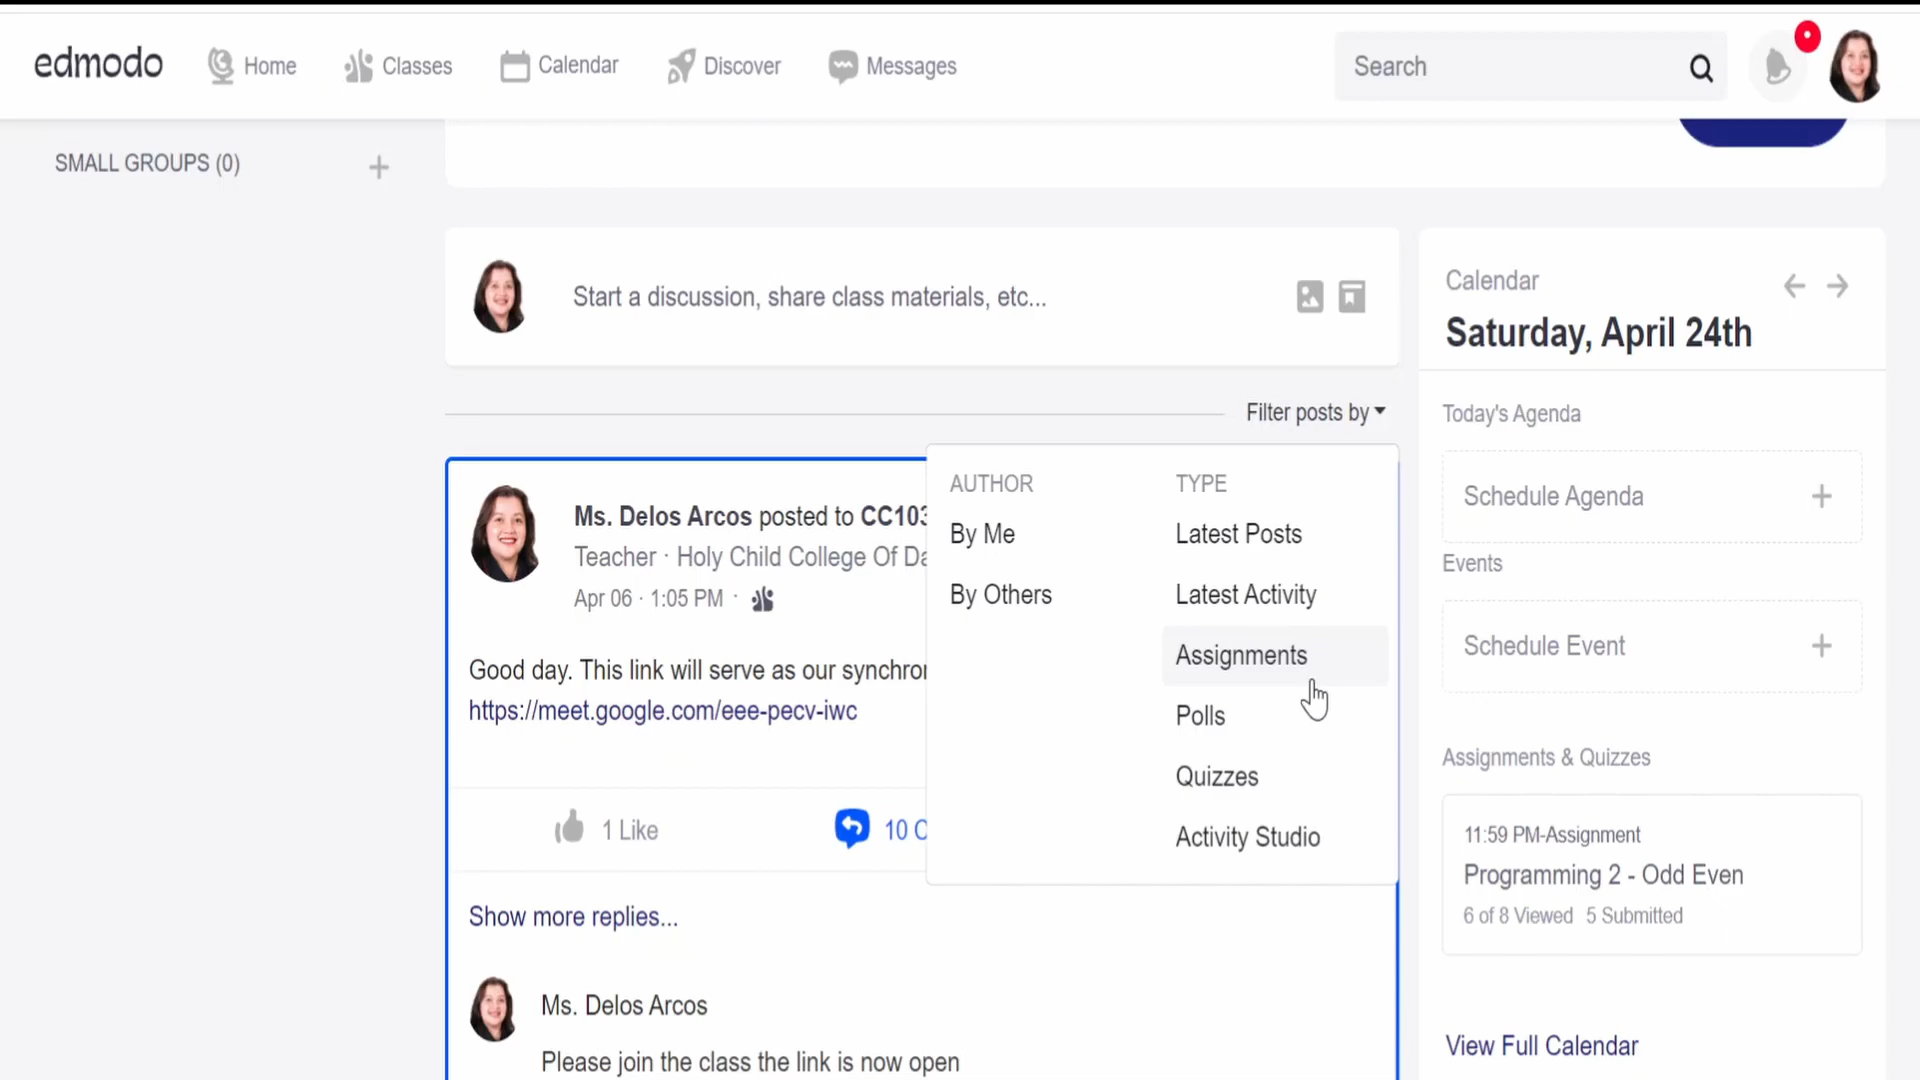 edmodo
Home
Classes
Calendar
Discover
Messages
Search
SMALL GROUPS (0)
Start a discussion, share class materials, etc...
Filter posts by
AUTHOR
By Me
By Others
TYPE
Latest Posts
Latest Activity
Assignments
Polls
Quizzes
Activity Studio
Ms. Delos Arcos posted to CC103
Teacher · Holy Child College Of Da
Apr 06 · 1:05 PM ·
Good day. This link will serve as our
https://meet.google.com/eee-pecv-iwc
1 Like
10
Show more replies...
Ms. Delos Arcos
Please join the class the link is now open
Calendar
Saturday, April 24th
Today's Agenda
Schedule Agenda
Events
Schedule Event
Assignments & Quizzes
11:59 PM-Assignment
Programming 2 - Odd Even
6 of 8 Viewed 5 Submitted
View Full Calendar